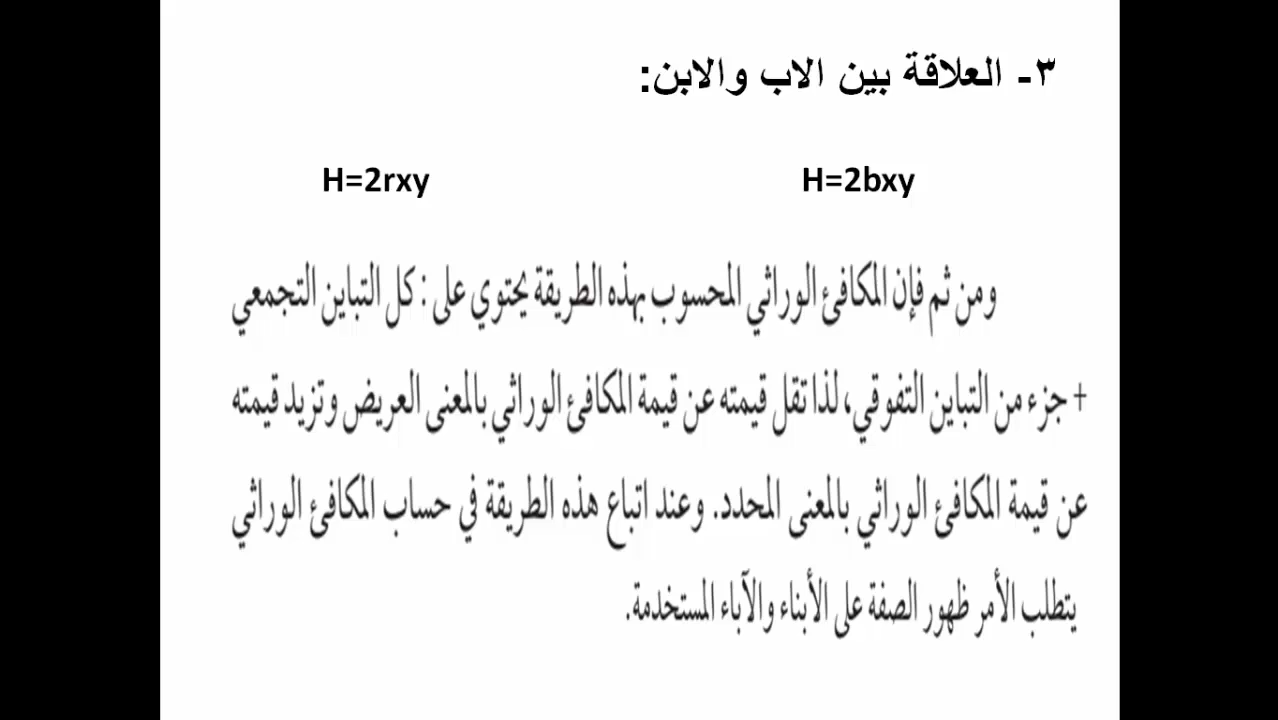 ٣- العلاقة بين الاب والابن:
H=2rxy H=2bxy
ومن ثم فإن المكافئ الوراثي المحسوب بهذه الطريقة يحتوي على : كل التباين التجمعي
+ جزء من التباين التفوقي، لذا تقل قيمته عن قيمة المكافئ الوراثي بالمعنى العريض وتزيد قيمته
عن قيمة المكافئ الوراثي بالمعنى المحدد. وعند اتباع هذه الطريقة في حساب المكافئ الوراثي
يتطلب الأمر ظهور الصفة على الأبناء والآباء المستخدمة.